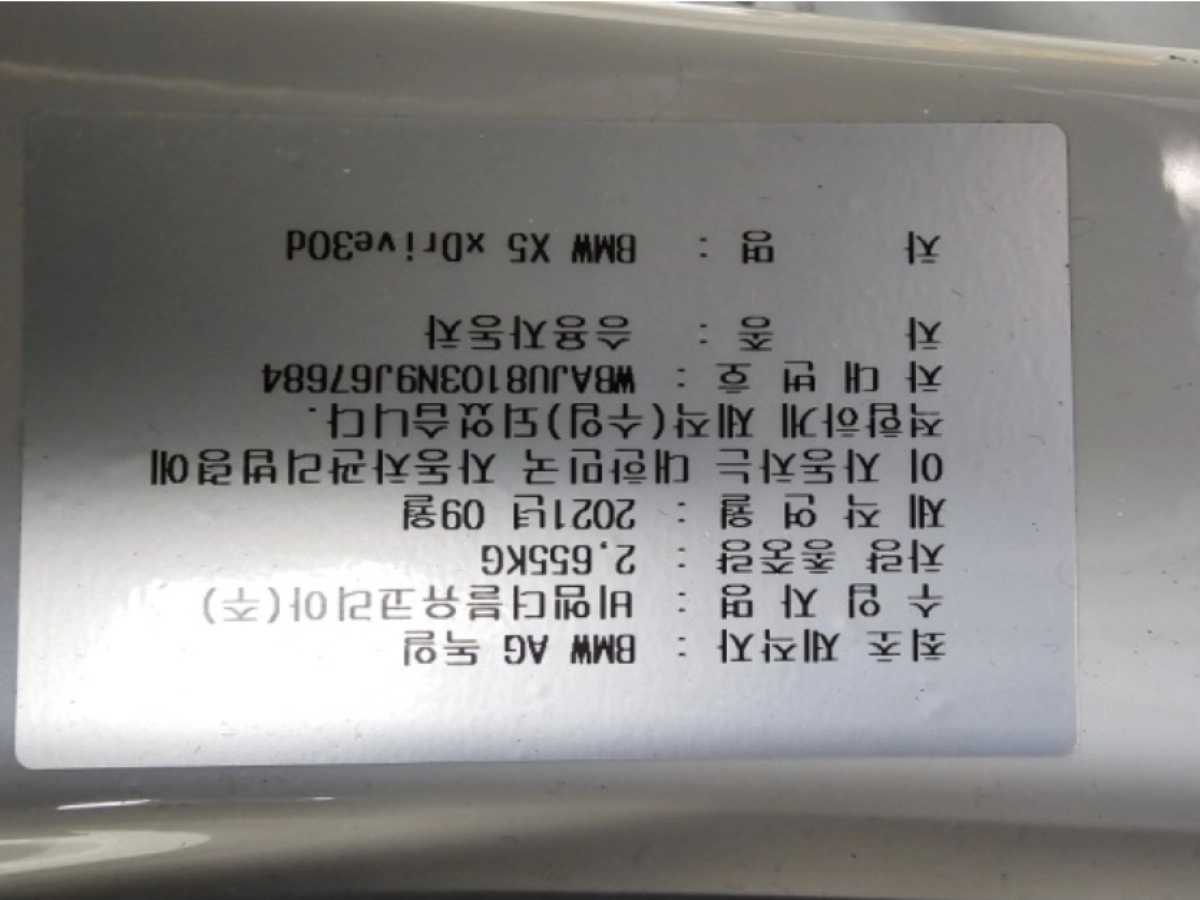 최초 제작자 : BMW AG 독일
수 입 자 명 : 비엠더블유코리아(주)
차량 총중량 : 2,655KG
제 작 연 월 : 2021년 09월
이 자동차는 대한민국 자동차관리법령에
적합하게 제작(수입)되었습니다.
차 대 번 호 : WBAJU8103N9J67684
차 종 : 승용자동차
차 명 : BMW X5 xDrive30d